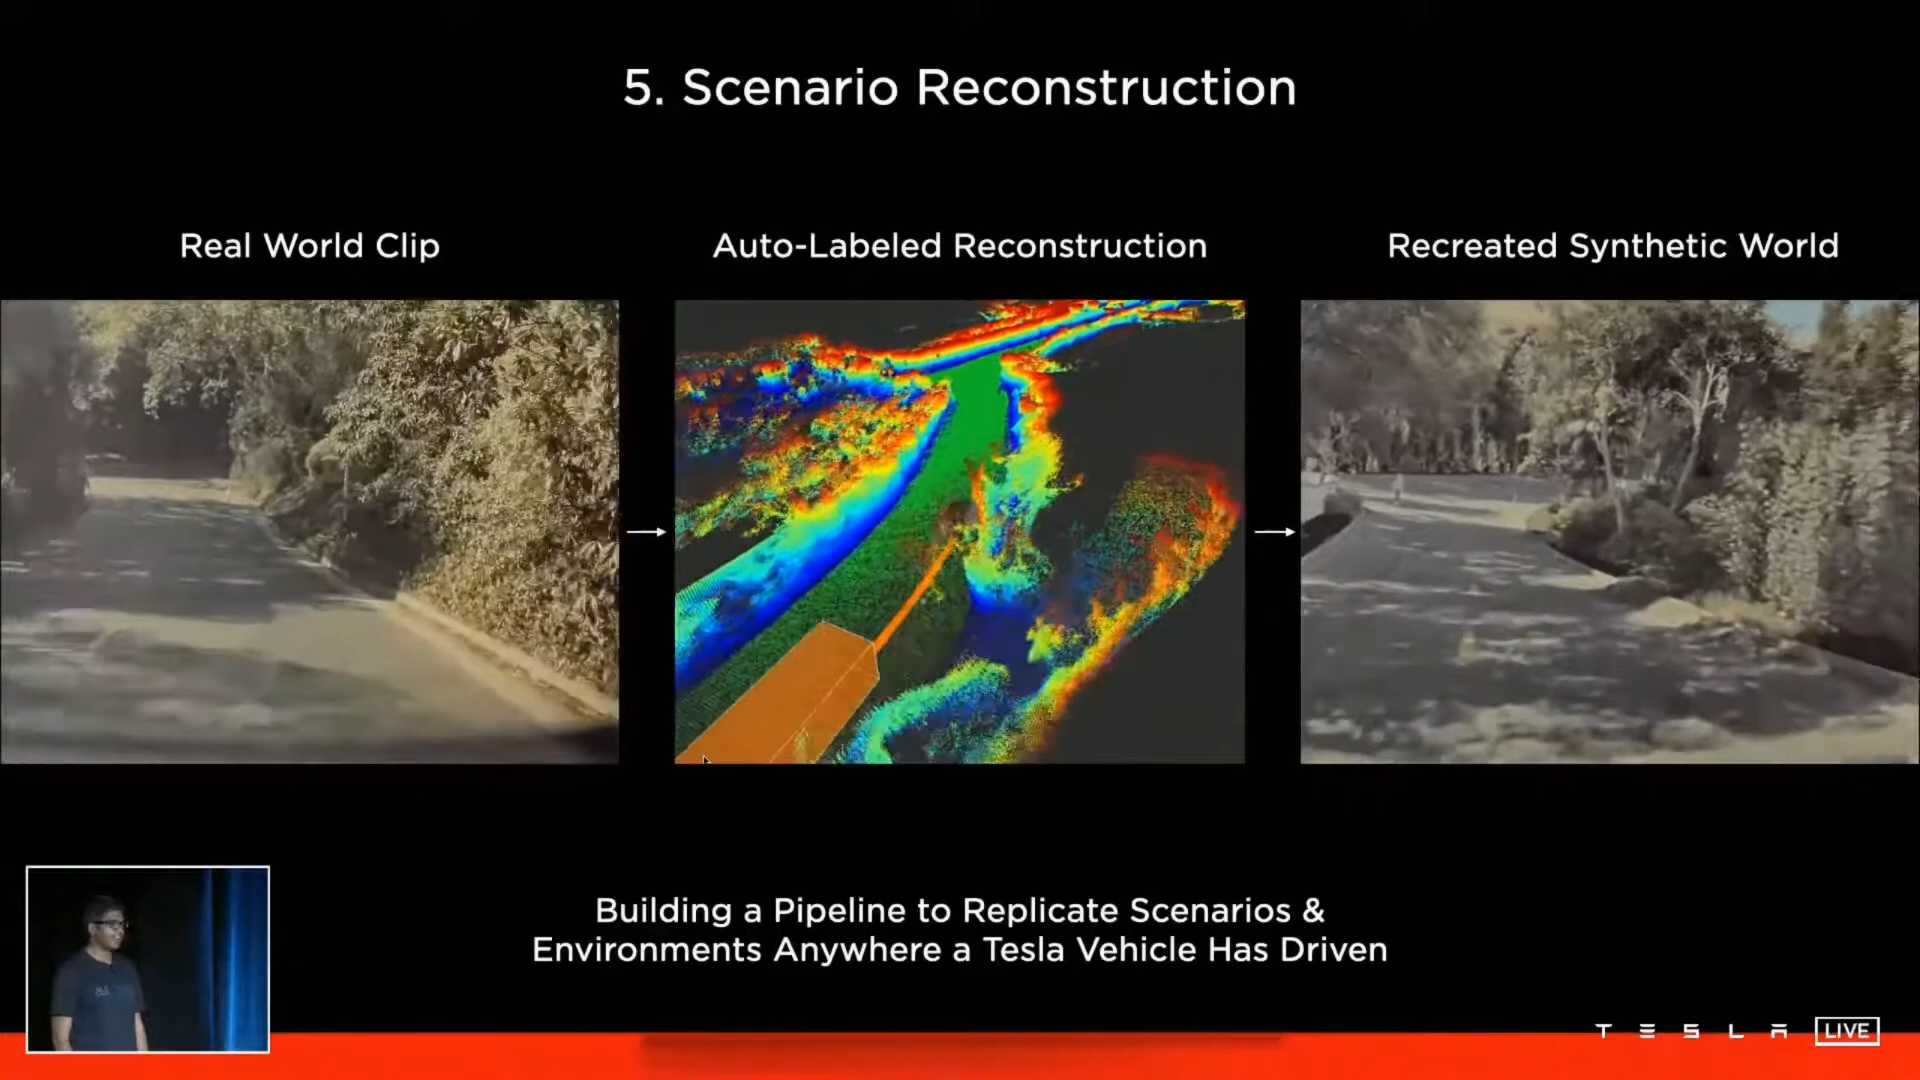 5. Scenario Reconstruction
Real World Clip
Auto-Labeled Reconstruction
Recreated Synthetic World
Building a Pipeline to Replicate Scenarios &
Environments Anywhere a Tesla Vehicle Has Driven
TESLA LIVE